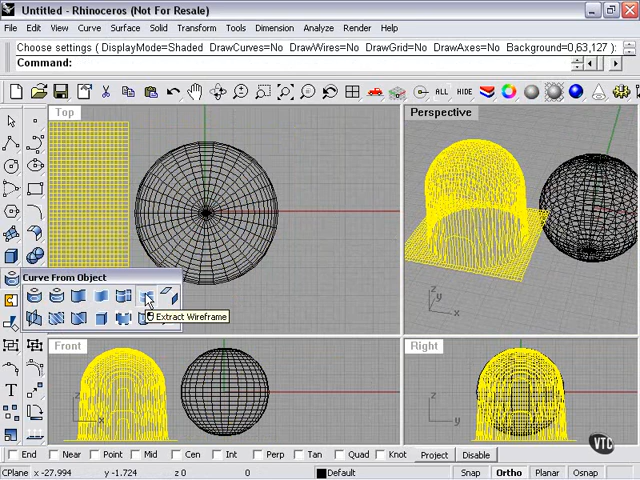 Untitled - Rhinoceros (Not For Resale)
File Edit View Curve Surface Solid Transform Tools Dimension Analyze Render Help
Choose settings ( DisplayMode=Shaded DrawCurves=No DrawWires=No DrawGrid=No DrawAxes=No Background=0,63,127 ):
Command:
ALL HIDE
Top
Perspective
z
x
Curve From Object
Extract Wireframe
Front
Right
z
x
z
y
T
VTC
End Near Point Mid Cen Int Perp Tan Quad Knot Project Disable
CPlane x -27.994 y -1.724 z 0 0 Default Snap Ortho Planar Osnap